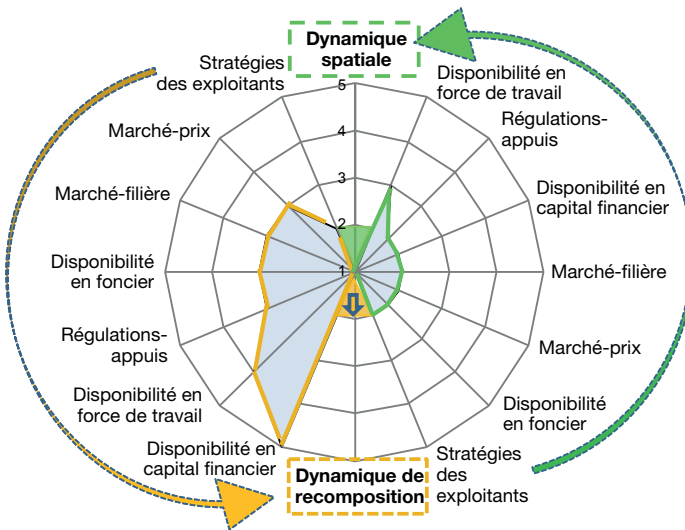 Dynamique
spatiale
Stratégies
des exploitants
Disponibilité en
force de travail
Marché-prix
Régulations-
appuis
Marché-filière
Disponibilité en
capital financier
Disponibilité
en foncier
Marché-filière
Régulations-
appuis
Marché-prix
Disponibilité en
force de travail
Disponibilité en
foncier
Disponibilité en
capital financier
Stratégies
des
exploitants
Dynamique de
recomposition
5
4
3
2
1